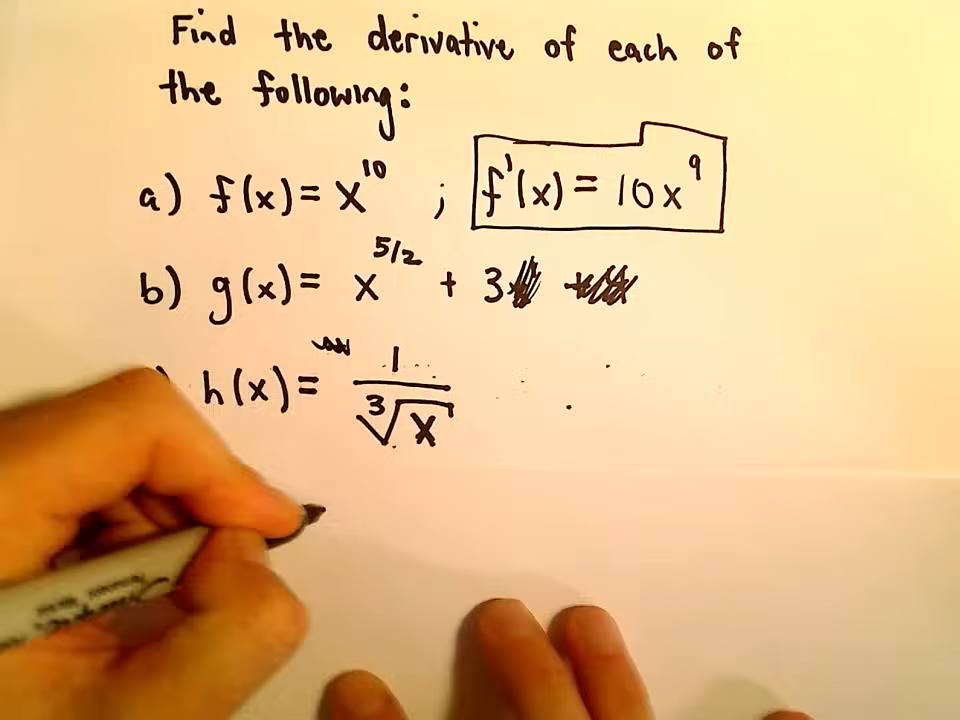 Find the derivative of each of
the following:
a) f(x) = x^10 ; f'(x) = 10x^9
b) g(x) = x^5/2 + 3
) h(x) = 1/∛x